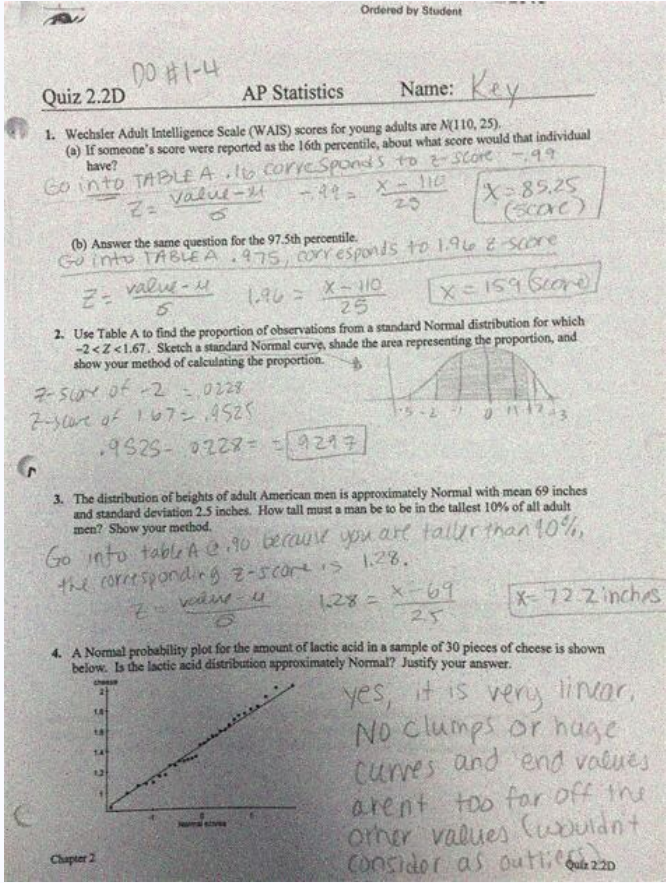 Ordered by Student
DO #1-4
Quiz 2.2D AP Statistics Name: Key
1. Wechsler Adult Intelligence Scale (WAIS) scores for young adults are N(110, 25).
(a) If someone's score were reported as the 16th percentile, about what score would that individual
have?
Go into TABLE A .16 corresponds to z-score -.99
z = value-μ / σ -.99 = x - 110 / 25 X = 85.25
(score)
(b) Answer the same question for the 97.5th percentile.
Go into TABLE A .975, corresponds to 1.96 z-score
z = value-μ / σ 1.96 = x-110 / 25 x = 159 (score)
2. Use Table A to find the proportion of observations from a standard Normal distribution for which
-2 < Z < 1.67. Sketch a standard Normal curve, shade the area representing the proportion, and
show your method of calculating the proportion.
z-score of -2 = .0228
z-score of 1.67 = .9525
.9525 - .0228 = = .9297
3. The distribution of heights of adult American men is approximately Normal with mean 69 inches
and standard deviation 2.5 inches. How tall must a man be to be in the tallest 10% of all adult
men? Show your method.
Go into table A @ .90 because you are taller than 90%,
the corresponding z-score is 1.28.
z = value-μ / σ 1.28 = x-69 / 2.5 x= 72.2 inches
4. A Normal probability plot for the amount of lactic acid in a sample of 30 pieces of cheese is shown
below. Is the lactic acid distribution approximately Normal? Justify your answer.
yes, it is very linear.
No clumps or huge
curves and end values
arent too far off the
other values (wouldnt
consider as outliers)
Normal scores
Chapter 2 Quiz 2.2D